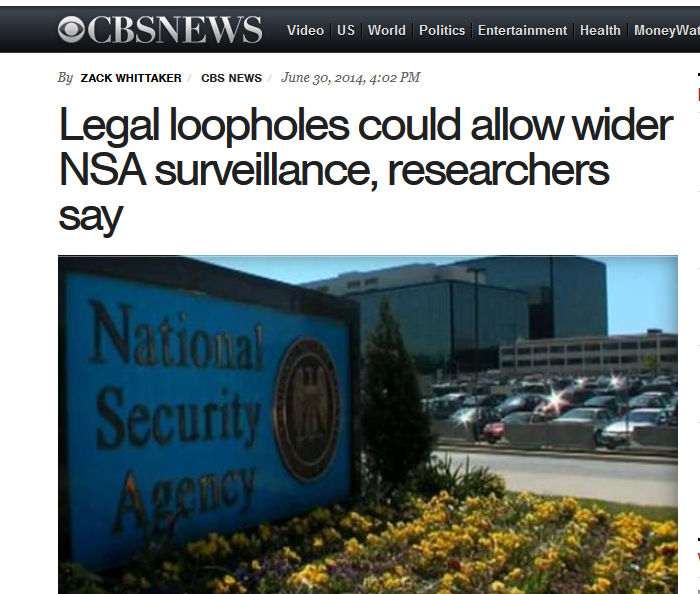 CBSNEWS Video US World Politics Entertainment Health MoneyWat
By ZACK WHITTAKER / CBS NEWS / June 30, 2014, 4:02 PM
Legal loopholes could allow wider
NSA surveillance, researchers
say
National
Security
Agency